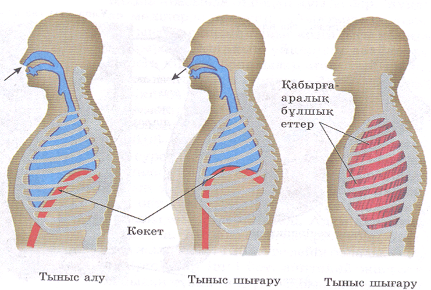 Қабырға-
аралық
бұлшық
еттер
Көкет
Тыныс алу
Тыныс шығару
Тыныс шығару